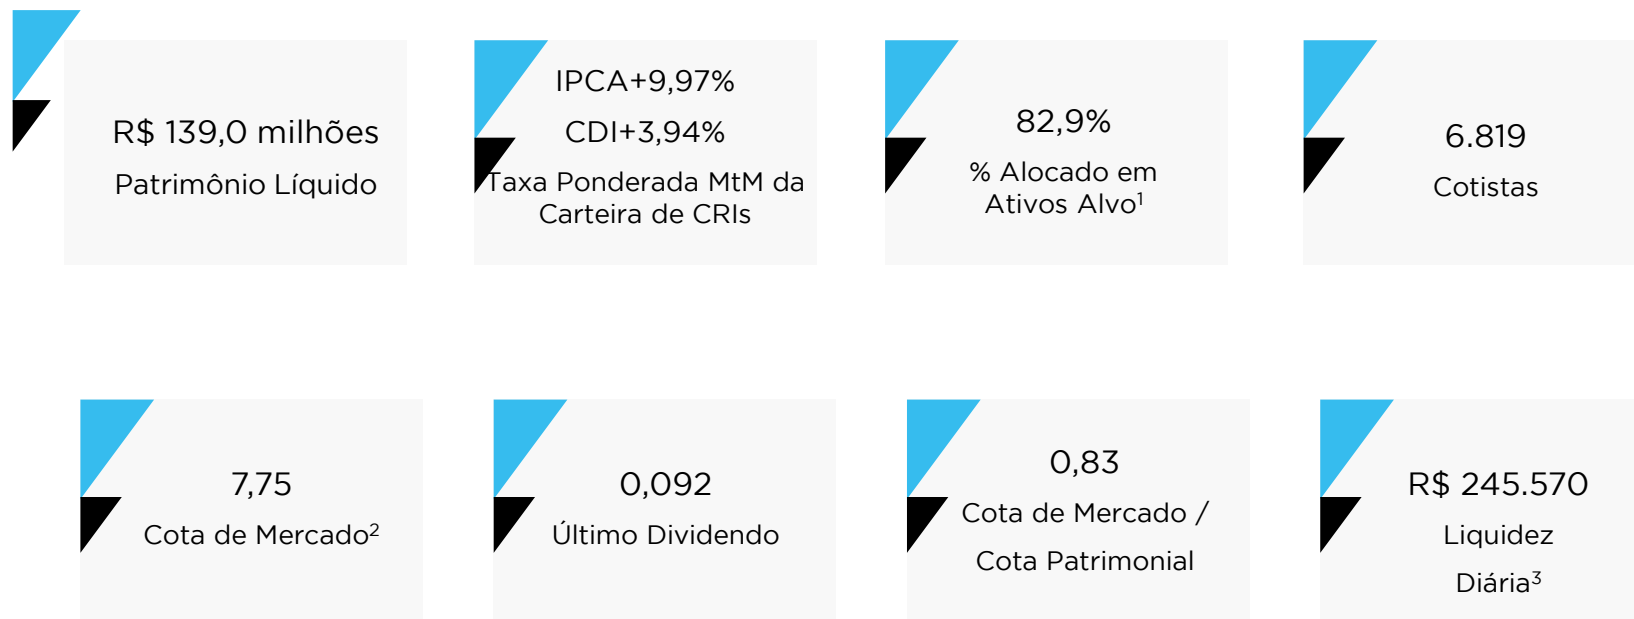 R$ 139,0 milhões
Patrimônio Líquido
IPCA+9,97%
CDI+3,94%
Taxa Ponderada MtM da
Carteira de CRIs
82,9%
% Alocado em
Ativos Alvo¹
6.819
Cotistas
7,75
Cota de Mercado²
0,092
Último Dividendo
0,83
Cota de Mercado /
Cota Patrimonial
R$ 245.570
Liquidez
Diária³